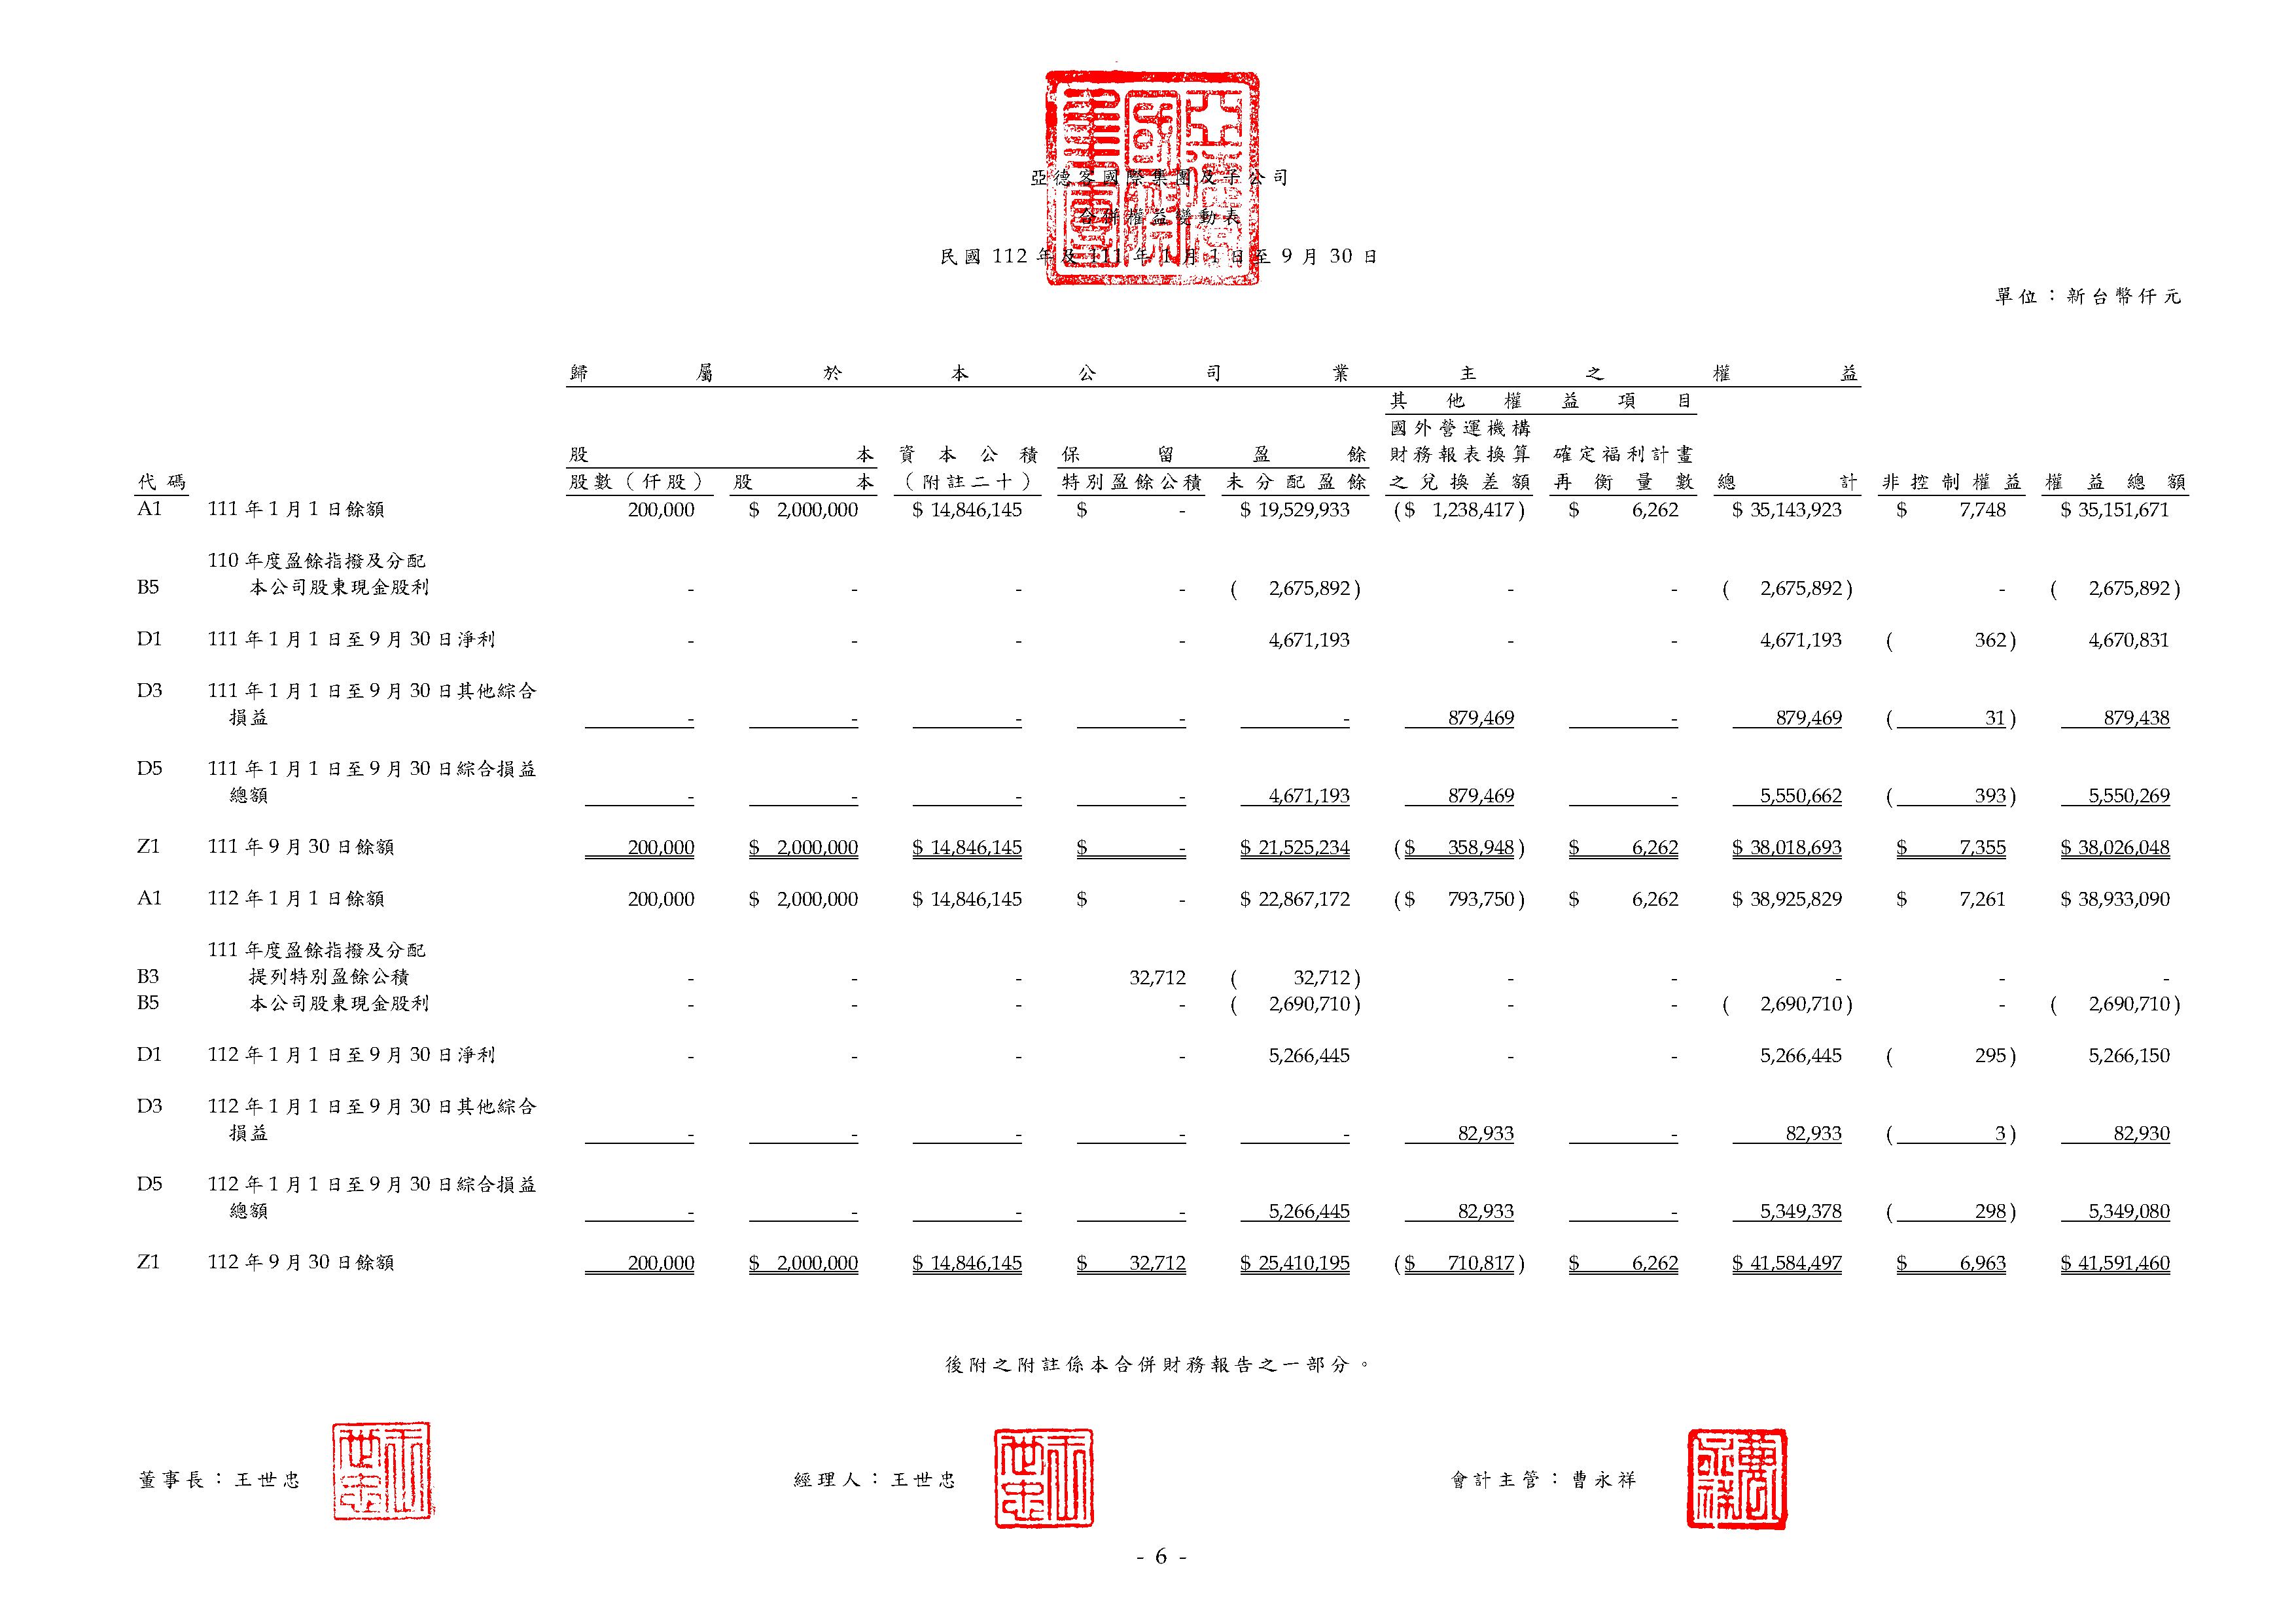 亞德客國際集團及子公司
合併權益變動表
民國 112 年及 111 年 1 月 1 日至 9 月 30 日
單位：新台幣仟元
歸屬於本公司業主之權益
其他權益項目
國外營運機構
股本 資本公積 保留盈餘 財務報表換算 確定福利計畫
代碼 股數（仟股） 股本 （附註二十） 特別盈餘公積 未分配盈餘 之兌換差額 再衡量數 總計 非控制權益 權益總額
A1 111 年 1 月 1 日餘額 200,000 $ 2,000,000 $ 14,846,145 $ - $ 19,529,933 ($ 1,238,417) $ 6,262 $ 35,143,923 $ 7,748 $ 35,151,671
110 年度盈餘指撥及分配
B5 本公司股東現金股利 - - - - ( 2,675,892) - - ( 2,675,892) - ( 2,675,892)
D1 111 年 1 月 1 日至 9 月 30 日淨利 - - - - 4,671,193 - - 4,671,193 ( 362) 4,670,831
D3 111 年 1 月 1 日至 9 月 30 日其他綜合
損益 - - - - - 879,469 - 879,469 ( 31) 879,438
D5 111 年 1 月 1 日至 9 月 30 日綜合損益
總額 - - - - 4,671,193 879,469 - 5,550,662 ( 393) 5,550,269
Z1 111 年 9 月 30 日餘額 200,000 $ 2,000,000 $ 14,846,145 $ - $ 21,525,234 ($ 358,948) $ 6,262 $ 38,018,693 $ 7,355 $ 38,026,048
A1 112 年 1 月 1 日餘額 200,000 $ 2,000,000 $ 14,846,145 $ - $ 22,867,172 ($ 793,750) $ 6,262 $ 38,925,829 $ 7,261 $ 38,933,090
111 年度盈餘指撥及分配
B3 提列特別盈餘公積 - - - 32,712 ( 32,712) - - - - -
B5 本公司股東現金股利 - - - - ( 2,690,710) - - ( 2,690,710) - ( 2,690,710)
D1 112 年 1 月 1 日至 9 月 30 日淨利 - - - - 5,266,445 - - 5,266,445 ( 295) 5,266,150
D3 112 年 1 月 1 日至 9 月 30 日其他綜合
損益 - - - - - 82,933 - 82,933 ( 3) 82,930
D5 112 年 1 月 1 日至 9 月 30 日綜合損益
總額 - - - - 5,266,445 82,933 - 5,349,378 ( 298) 5,349,080
Z1 112 年 9 月 30 日餘額 200,000 $ 2,000,000 $ 14,846,145 $ 32,712 $ 25,410,195 ($ 710,817) $ 6,262 $ 41,584,497 $ 6,963 $ 41,591,460
後附之附註係本合併財務報告之一部分。
董事長：王世忠 經理人：王世忠 會計主管：曹永祥
- 6 -